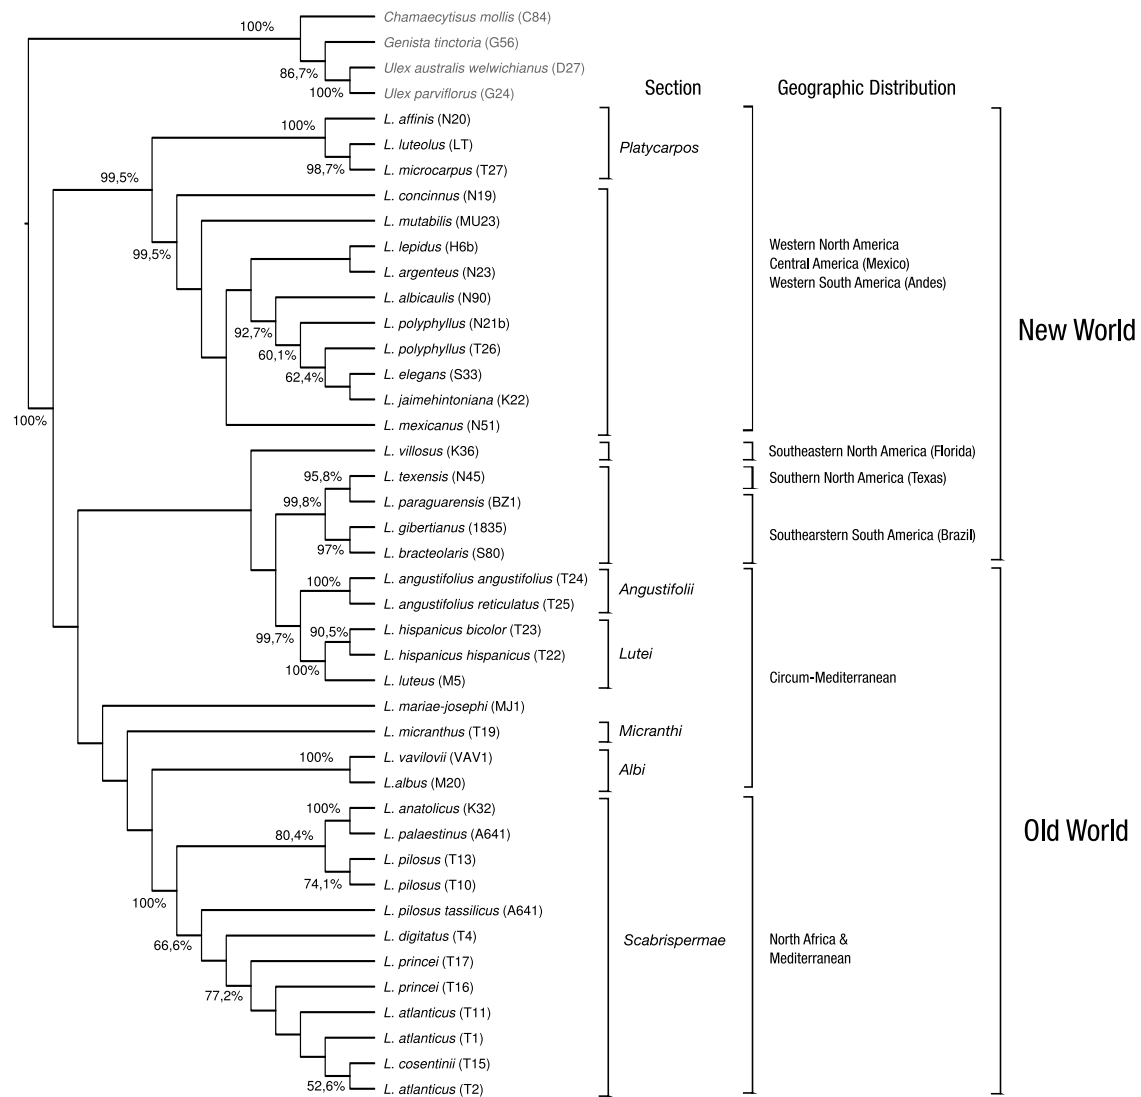 100%
Chamaecytisus mollis (C84)
Genista tinctoria (G56)
86,7%
Ulex australis welwichianus (D27)
100%
Ulex parviflorus (G24)
Section
Geographic Distribution
100%
L. affinis (N20)
L. luteolus (LT)
98,7%
L. microcarpus (T27)
Platycarpos
99,5%
99,5%
L. concinnus (N19)
L. mutabilis (MU23)
L. lepidus (H6b)
L. argenteus (N23)
L. albicaulis (N90)
92,7%
L. polyphyllus (N21b)
60,1%
L. polyphyllus (T26)
62,4%
L. elegans (S33)
L. jaimehintoniana (K22)
L. mexicanus (N51)
Western North America
Central America (Mexico)
Western South America (Andes)
New World
100%
L. villosus (K36)
Southeastern North America (Florida)
95,8%
L. texensis (N45)
Southern North America (Texas)
99,8%
L. paraguarensis (BZ1)
L. gibertianus (1835)
97%
L. bracteolaris (S80)
Southearstern South America (Brazil)
100%
L. angustifolius angustifolius (T24)
L. angustifolius reticulatus (T25)
Angustifolii
99,7%
90,5%
L. hispanicus bicolor (T23)
L. hispanicus hispanicus (T22)
100%
L. luteus (M5)
Lutei
Circum-Mediterranean
L. mariae-josephi (MJ1)
L. micranthus (T19)
Micranthi
100%
L. vavilovii (VAV1)
L.albus (M20)
Albi
100%
L. anatolicus (K32)
80,4%
L. palaestinus (A641)
L. pilosus (T13)
74,1%
L. pilosus (T10)
100%
L. pilosus tassilicus (A641)
66,6%
L. digitatus (T4)
L. princei (T17)
77,2%
L. princei (T16)
L. atlanticus (T11)
L. atlanticus (T1)
L. cosentinii (T15)
52,6%
L. atlanticus (T2)
Scabrispermae
North Africa &
Mediterranean
Old World